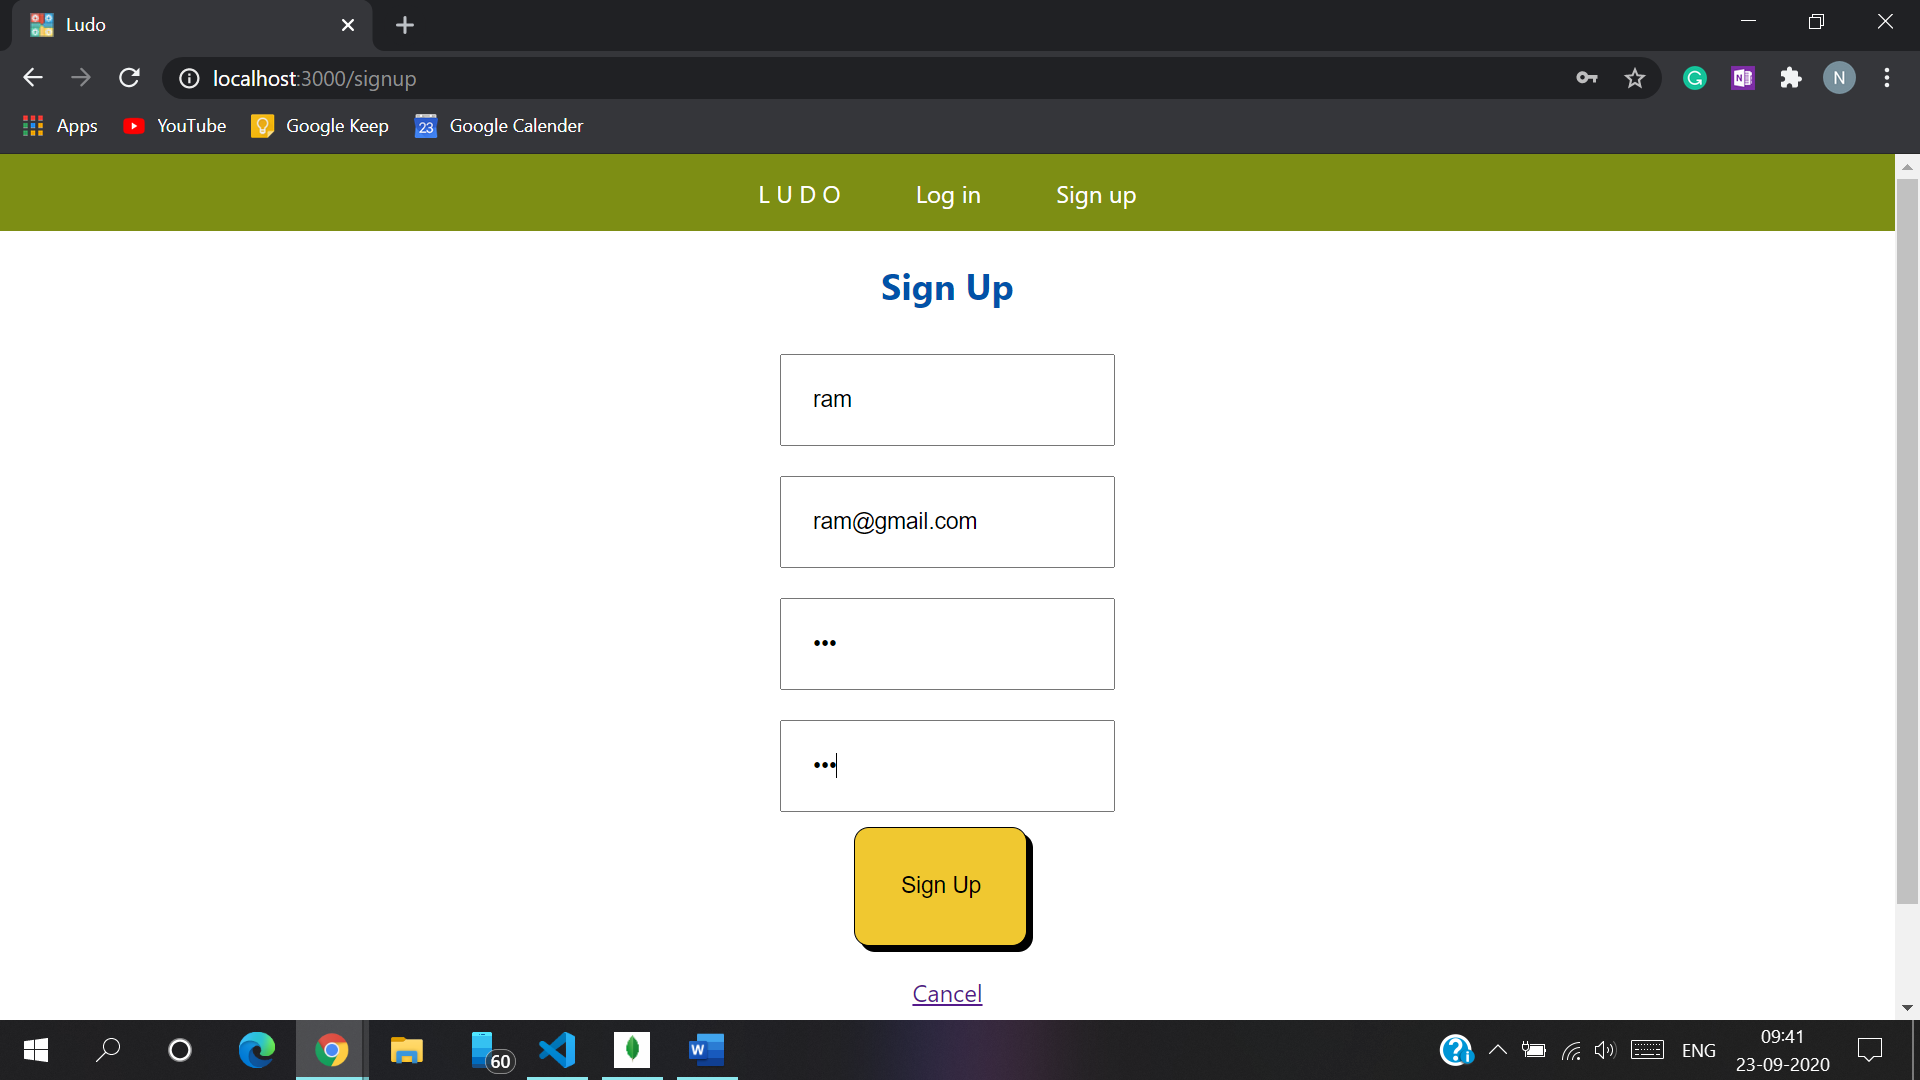 Ludo
localhost:3000/signup
N
Apps
YouTube
Google Keep
23
Google Calender
L U D O
Log in
Sign up
Sign Up
ram
ram@gmail.com
•••
•••
Sign Up
Cancel
60
ENG
09:41
23-09-2020